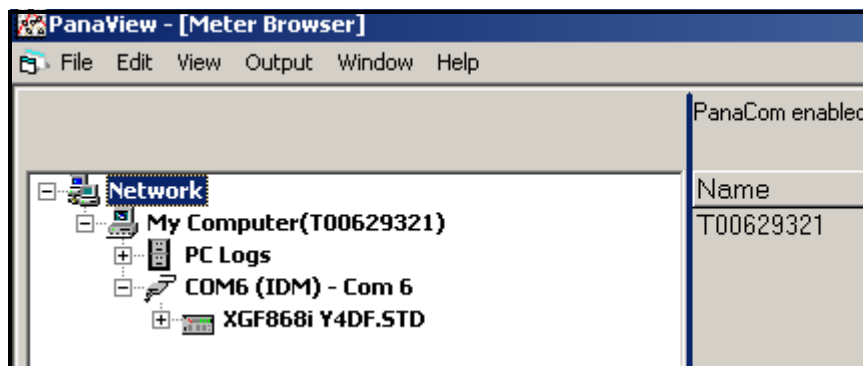 PanaView - [Meter Browser]
File Edit View Output Window Help
PanaCom enabled
Network
Name
My Computer(T00629321)
T00629321
PC Logs
COM6 (IDM) - Com 6
XGF868i Y4DF.STD